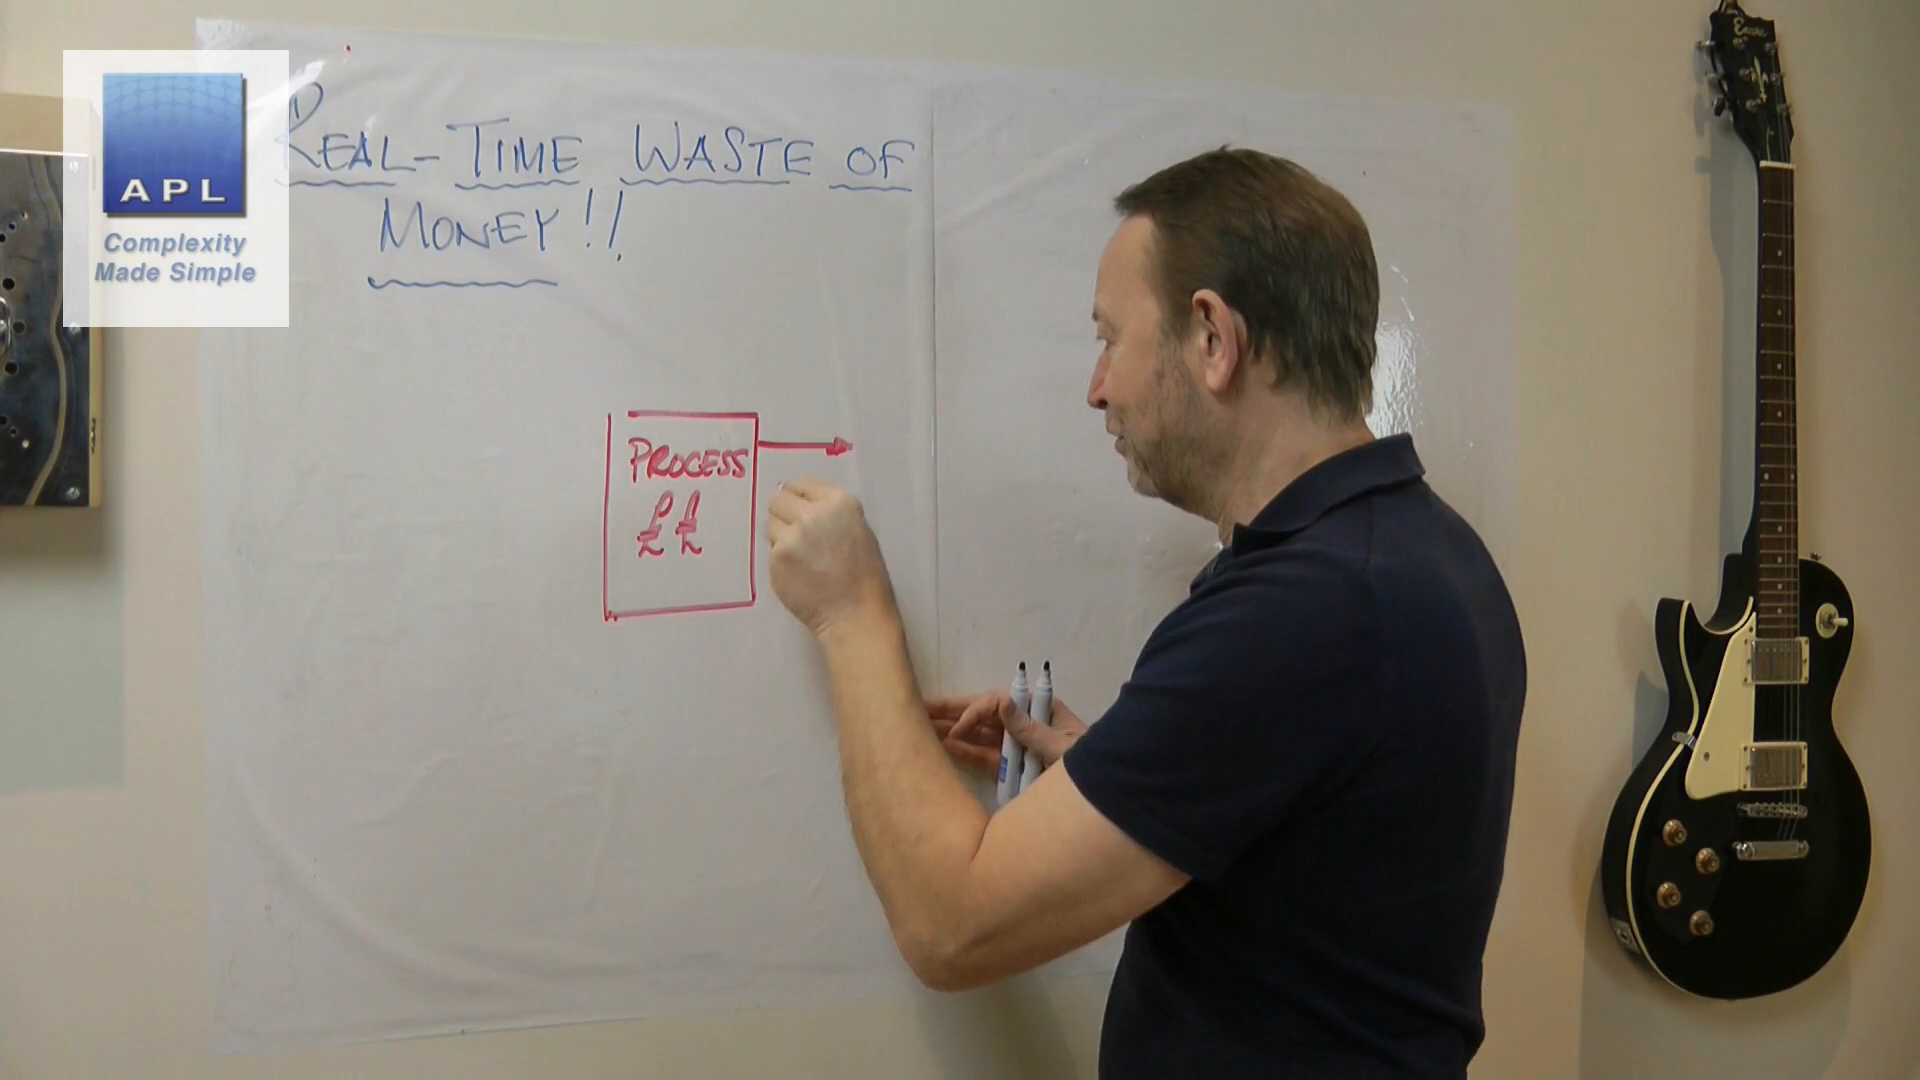 REAL-TIME WASTE OF
MONEY!!
APL
Complexity
Made Simple
PROCESS
££